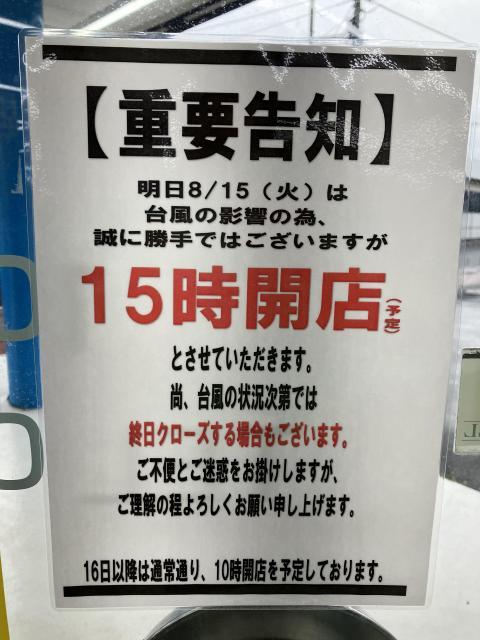 【重要告知】
明日8/15（火）は
台風の影響の為、
誠に勝手ではございますが
15時開店(予定)
とさせていただきます。
尚、台風の状況次第では
終日クローズする場合もございます。
ご不便とご迷惑をお掛けしますが、
ご理解の程よろしくお願い申し上げます。
16日以降は通常通り、10時開店を予定しております。